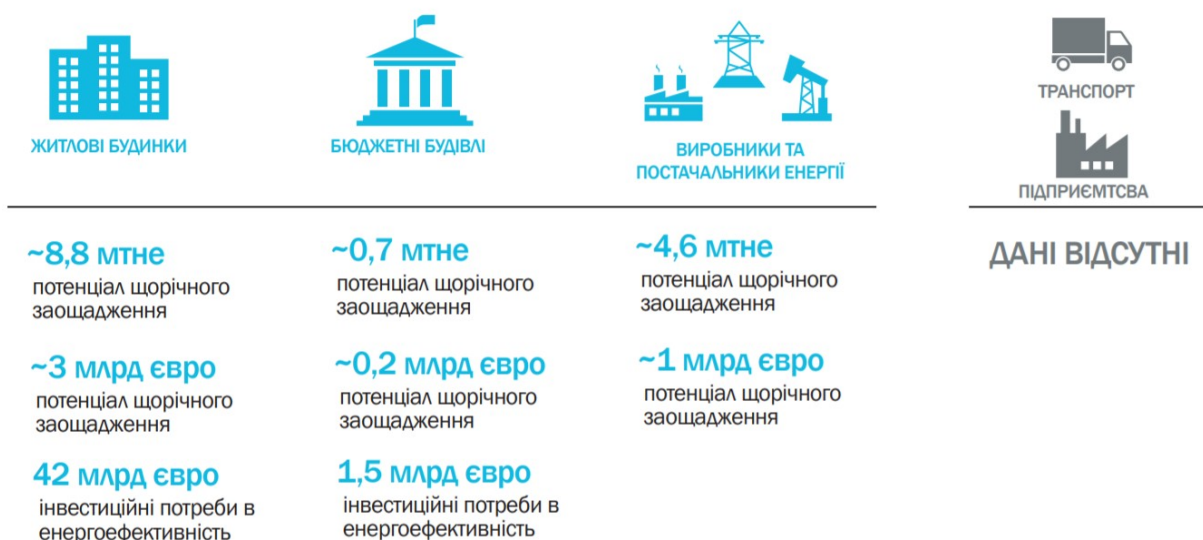 ЖИТЛОВІ БУДИНКИ
~8,8 мтне
потенціал щорічного
заощадження
~3 млрд євро
потенціал щорічного
заощадження
42 млрд євро
інвестиційні потреби в
енергоефективність
БЮДЖЕТНІ БУДІВЛІ
~0,7 мтне
потенціал щорічного
заощадження
~0,2 млрд євро
потенціал щорічного
заощадження
1,5 млрд євро
інвестиційні потреби в
енергоефективність
ВИРОБНИКИ ТА
ПОСТАЧАЛЬНИКИ ЕНЕРГІЇ
~4,6 мтне
потенціал щорічного
заощадження
~1 млрд євро
потенціал щорічного
заощадження
ТРАНСПОРТ
ПІДПРИЄМТСВА
ДАНІ ВІДСУТНІ